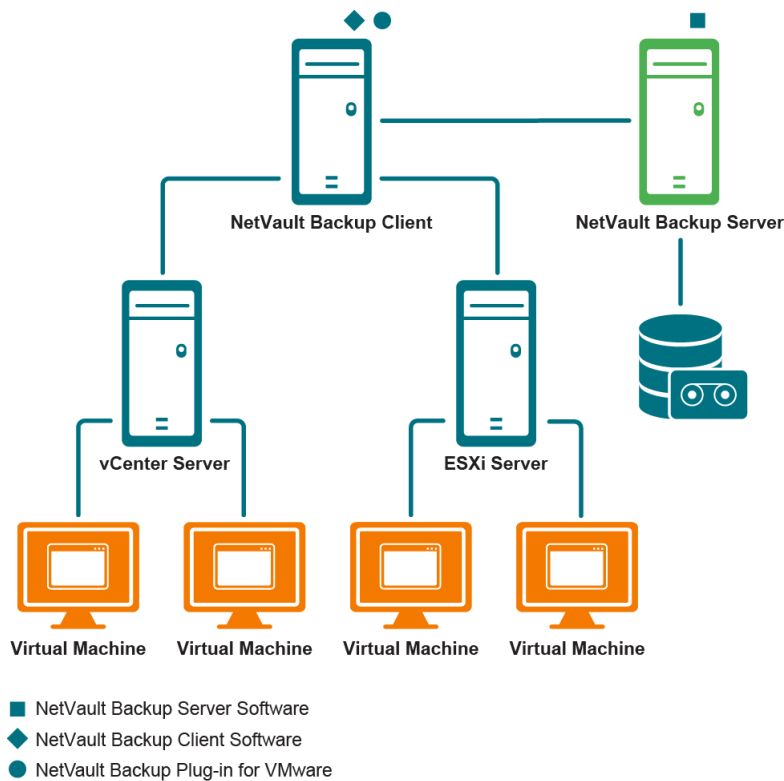 NetVault Backup Client
NetVault Backup Server
vCenter Server
ESXi Server
Virtual Machine
Virtual Machine
Virtual Machine
Virtual Machine
NetVault Backup Server Software
NetVault Backup Client Software
NetVault Backup Plug-in for VMware